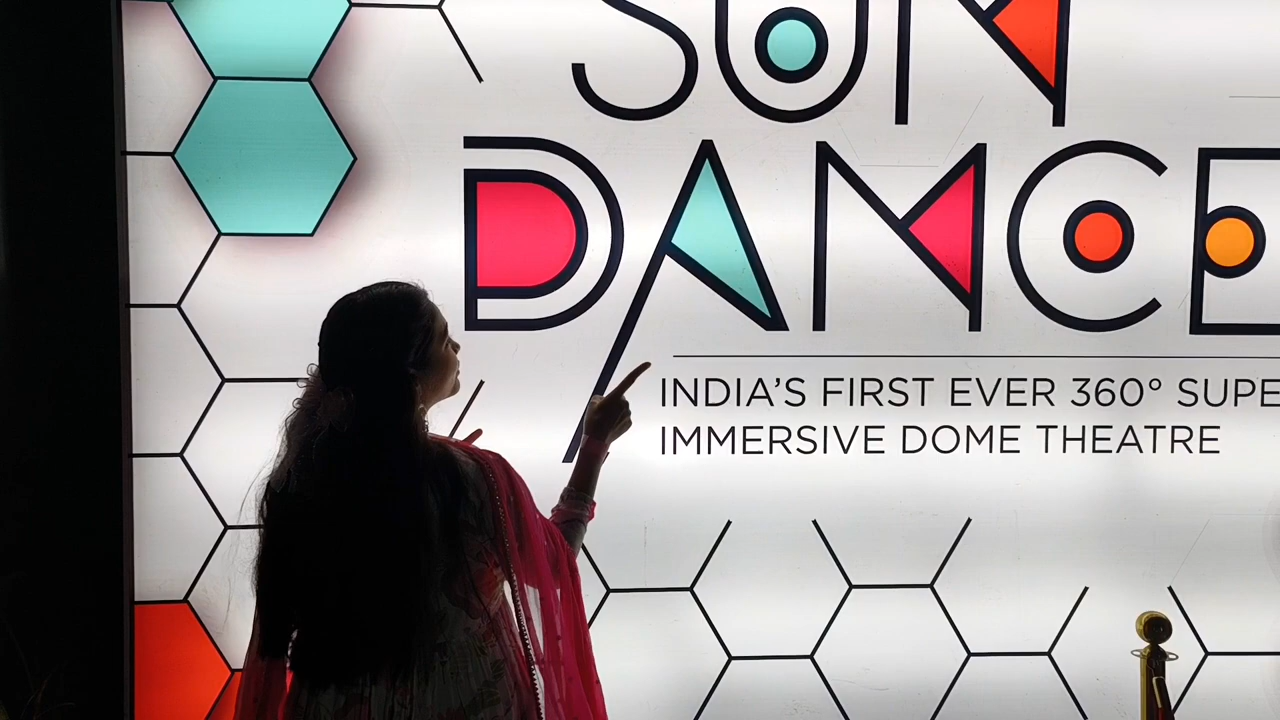 SUN
DANCE
INDIA'S FIRST EVER 360° SUPE
IMMERSIVE DOME THEATRE